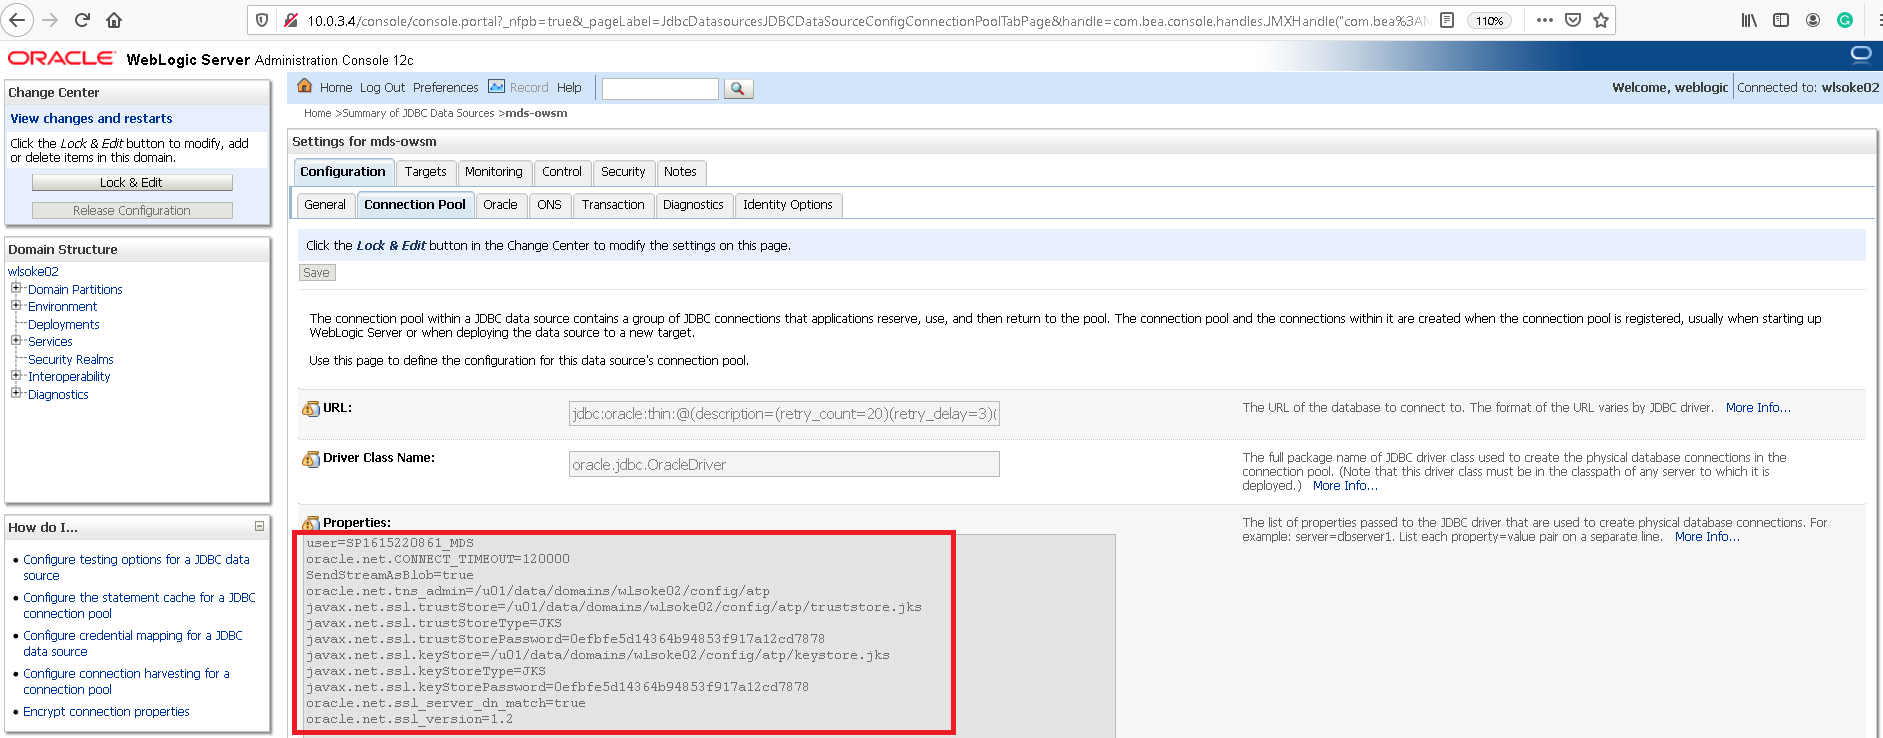 10.0.3.4/console/console.portal?_nfpb=true&_pageLabel=JdbcDatasourcesJDBCDataSourceConfigConnectionPoolTabPage&handle=com.bea.console.handles.JMXHandle("com.bea%3AN
110%
ORACLE WebLogic Server Administration Console 12c
Change Center
View changes and restarts
Click the Lock & Edit button to modify, add
or delete items in this domain.
Lock & Edit
Release Configuration
Domain Structure
wlsoke02
Domain Partitions
Environment
Deployments
Services
Security Realms
Interoperability
Diagnostics
How do I...
Configure testing options for a JDBC data
source
Configure the statement cache for a JDBC
connection pool
Configure credential mapping for a JDBC
data source
Configure connection harvesting for a
connection pool
Encrypt connection properties
Home Log Out Preferences Record Help
Welcome, weblogic Connected to: wlsoke02
Home >Summary of JDBC Data Sources >mds-owsm
Settings for mds-owsm
Configuration Targets Monitoring Control Security Notes
General Connection Pool Oracle ONS Transaction Diagnostics Identity Options
Click the Lock & Edit button in the Change Center to modify the settings on this page.
Save
The connection pool within a JDBC data source contains a group of JDBC connections that applications reserve, use, and then return to the pool. The connection pool and the connections within it are created when the connection pool is registered, usually when starting up
WebLogic Server or when deploying the data source to a new target.
Use this page to define the configuration for this data source's connection pool.
URL:
jdbc:oracle:thin:@(description=(retry_count=20)(retry_delay=3)(
The URL of the database to connect to. The format of the URL varies by JDBC driver. More Info...
Driver Class Name:
oracle.jdbc.OracleDriver
The full package name of JDBC driver class used to create the physical database connections in the
connection pool. (Note that this driver class must be in the classpath of any server to which it is
deployed.) More Info...
Properties:
The list of properties passed to the JDBC driver that are used to create physical database connections. For
example: server=dbserver1. List each property=value pair on a separate line. More Info...
user=SP1615220861_MDS
oracle.net.CONNECT_TIMEOUT=120000
SendStreamAsBlob=true
oracle.net.tns_admin=/u01/data/domains/wlsoke02/config/atp
javax.net.ssl.trustStore=/u01/data/domains/wlsoke02/config/atp/truststore.jks
javax.net.ssl.trustStoreType=JKS
javax.net.ssl.trustStorePassword=0efbfe5d14364b94853f917a12cd7878
javax.net.ssl.keyStore=/u01/data/domains/wlsoke02/config/atp/keystore.jks
javax.net.ssl.keyStoreType=JKS
javax.net.ssl.keyStorePassword=0efbfe5d14364b94853f917a12cd7878
oracle.net.ssl_server_dn_match=true
oracle.net.ssl_version=1.2